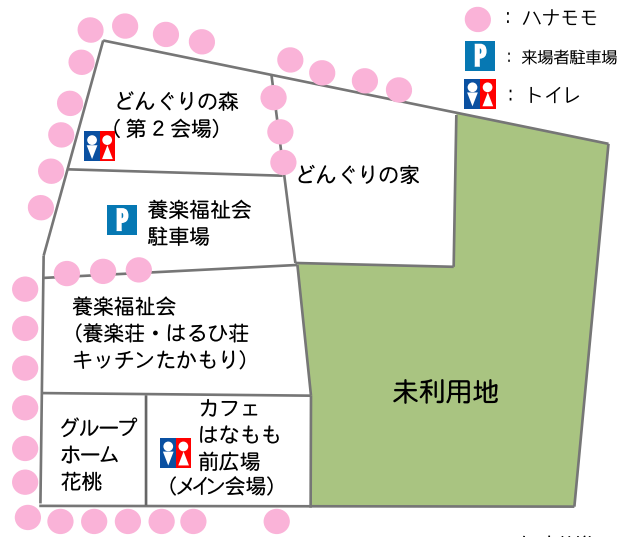 ：ハナモモ
P：来場者駐車場
：トイレ
どんぐりの森
（第2会場）
どんぐりの家
P 養楽福祉会
駐車場
養楽福祉会
（養楽荘・はるひ荘
キッチンたかもり）
未利用地
カフェ
はなもも
前広場
（メイン会場）
グループ
ホーム
花桃